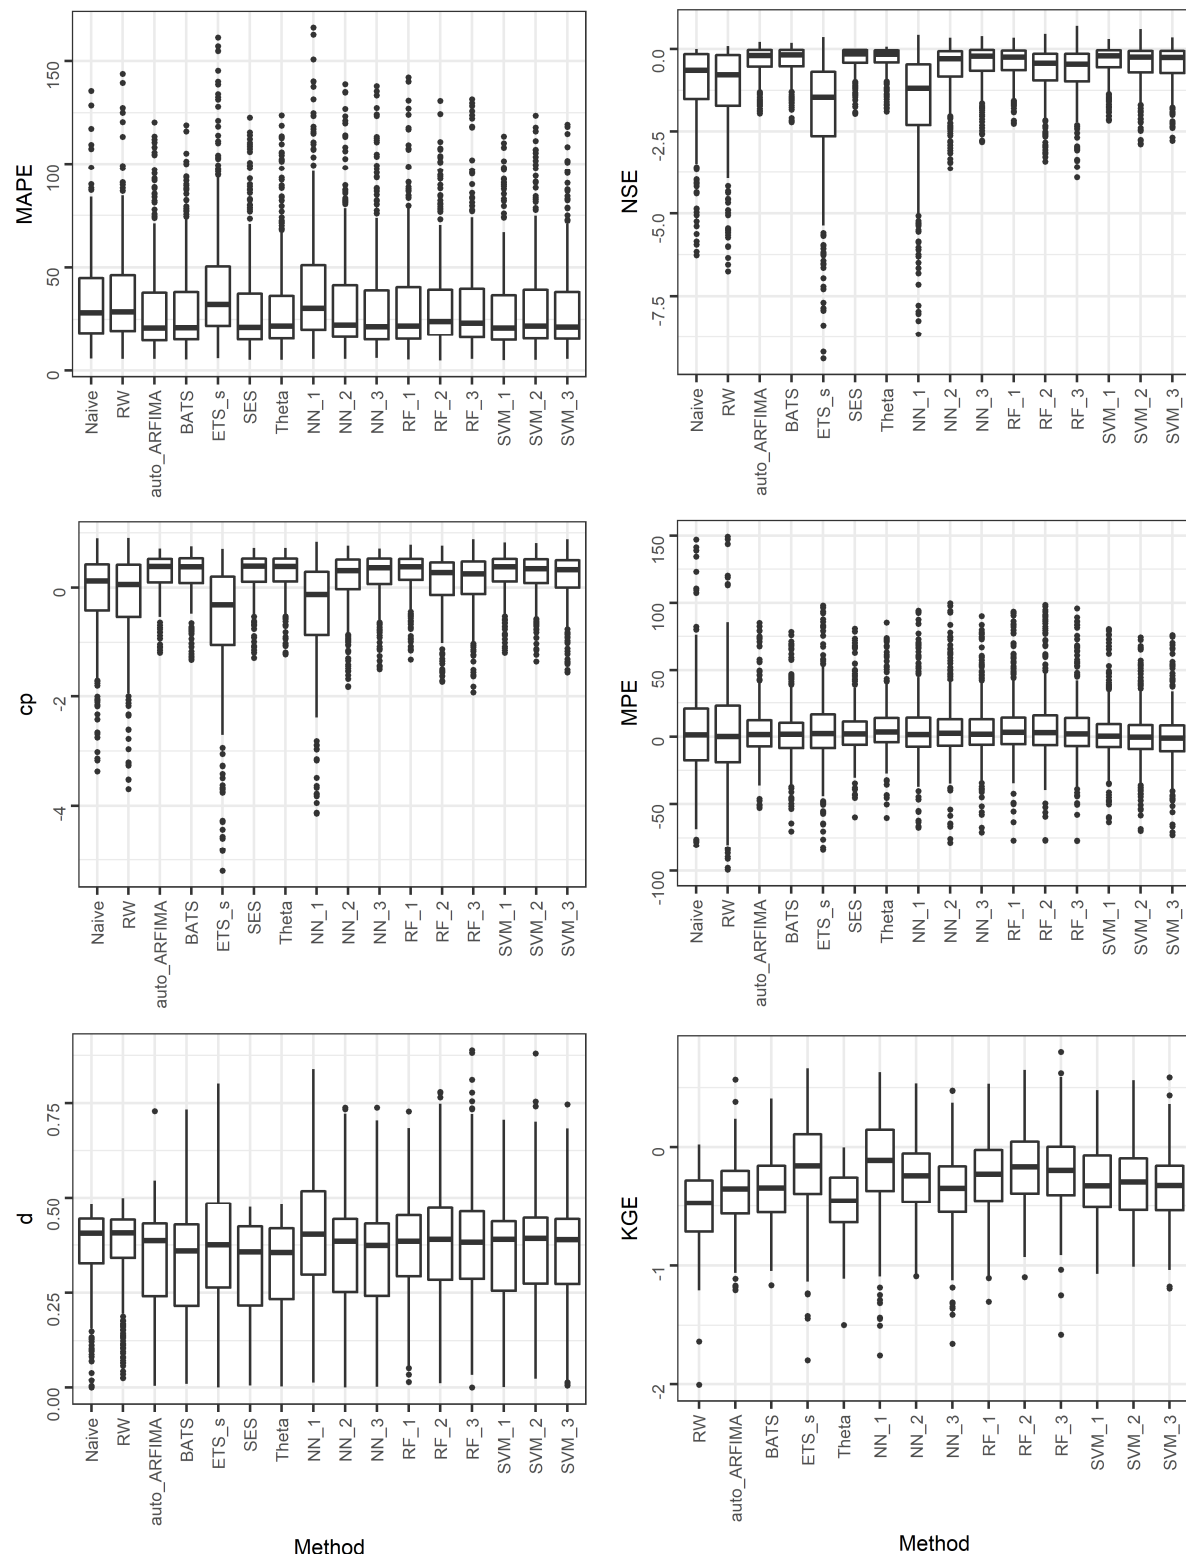 MAPE
150
100
50
0
Naive
RW
auto_ARFIMA
BATS
ETS_s
SES
Theta
NN_1
NN_2
NN_3
RF_1
RF_2
RF_3
SVM_1
SVM_2
SVM_3
NSE
0.0
-2.5
-5.0
-7.5
Naive
RW
auto_ARFIMA
BATS
ETS_s
SES
Theta
NN_1
NN_2
NN_3
RF_1
RF_2
RF_3
SVM_1
SVM_2
SVM_3
cp
0
-2
-4
Naive
RW
auto_ARFIMA
BATS
ETS_s
SES
Theta
NN_1
NN_2
NN_3
RF_1
RF_2
RF_3
SVM_1
SVM_2
SVM_3
MPE
150
100
50
0
-50
-100
Naive
RW
auto_ARFIMA
BATS
ETS_s
SES
Theta
NN_1
NN_2
NN_3
RF_1
RF_2
RF_3
SVM_1
SVM_2
SVM_3
d
0.75
0.50
0.25
0.00
Naive
RW
auto_ARFIMA
BATS
ETS_s
SES
Theta
NN_1
NN_2
NN_3
RF_1
RF_2
RF_3
SVM_1
SVM_2
SVM_3
Method
KGE
0
-1
-2
RW
auto_ARFIMA
BATS
ETS_s
Theta
NN_1
NN_2
NN_3
RF_1
RF_2
RF_3
SVM_1
SVM_2
SVM_3
Method